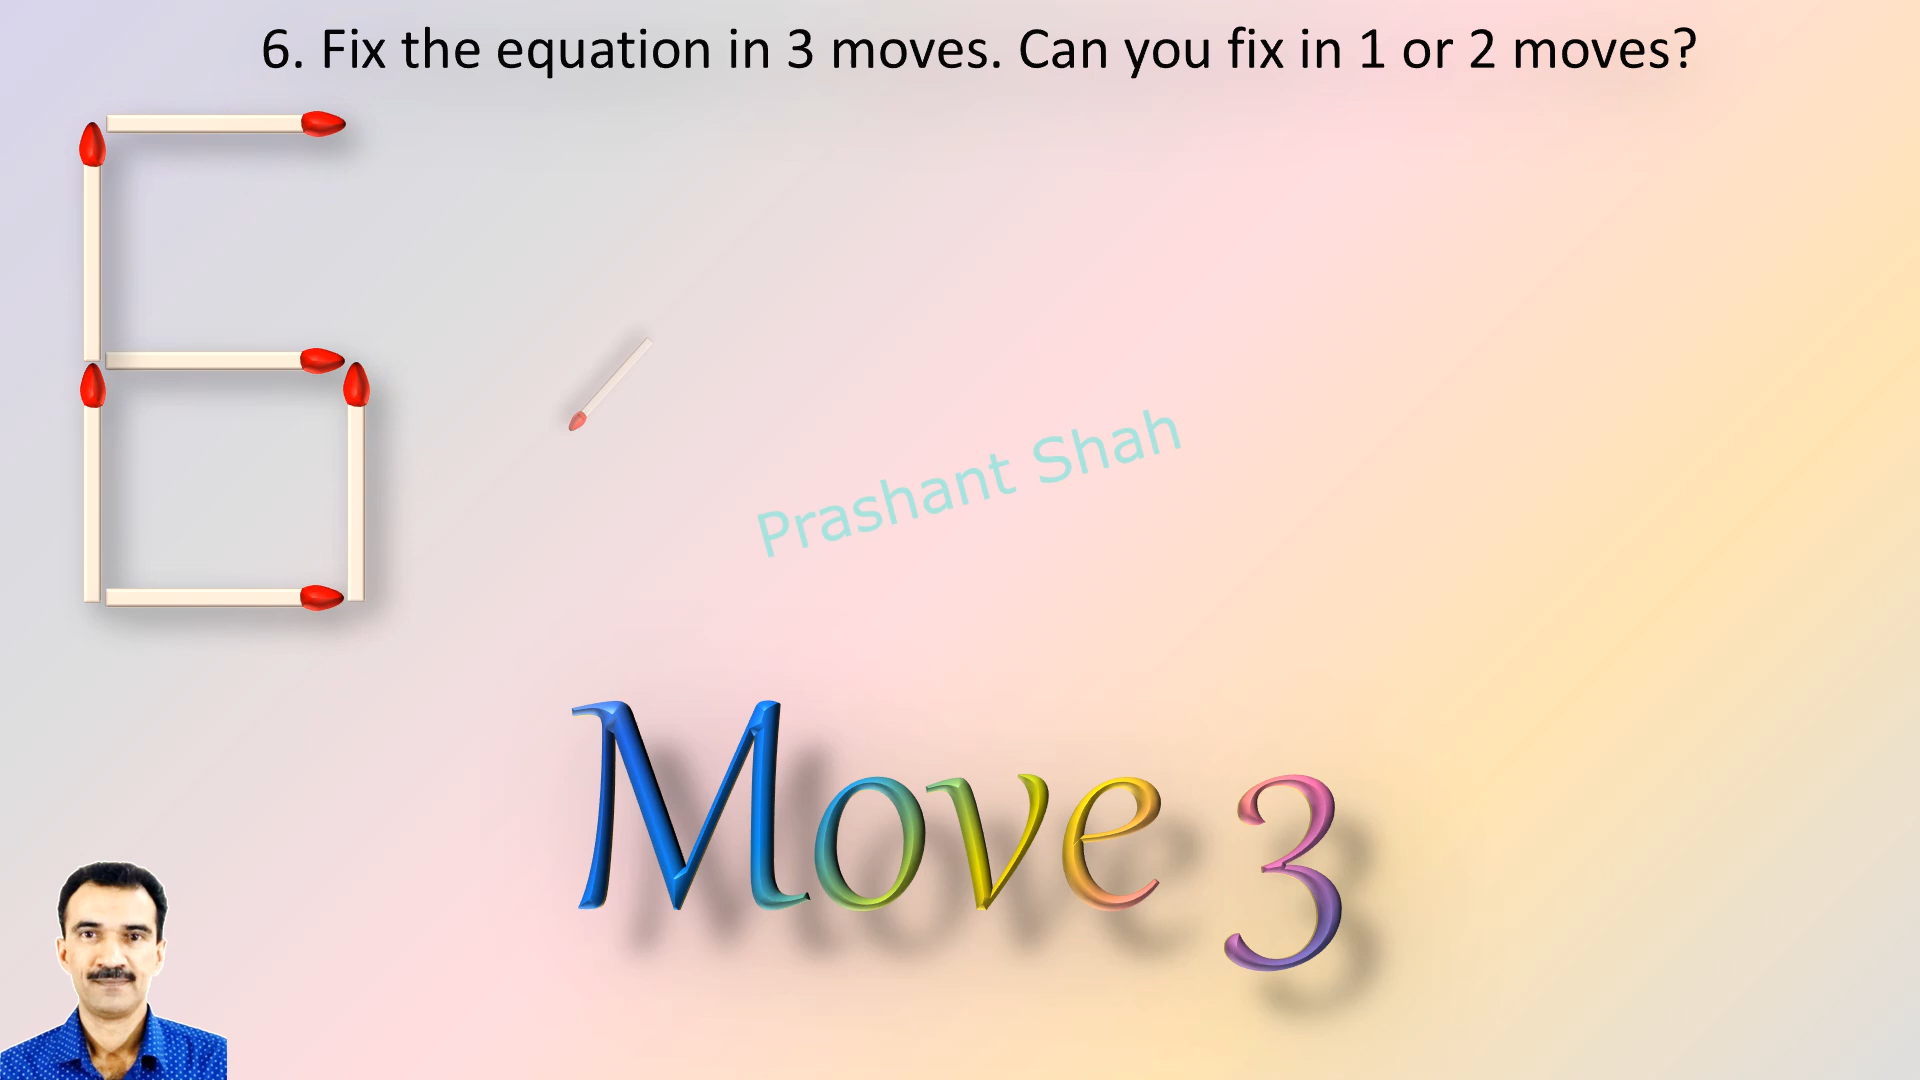 6. Fix the equation in 3 moves. Can you fix in 1 or 2 moves?
6
Prashant Shah
Move 3